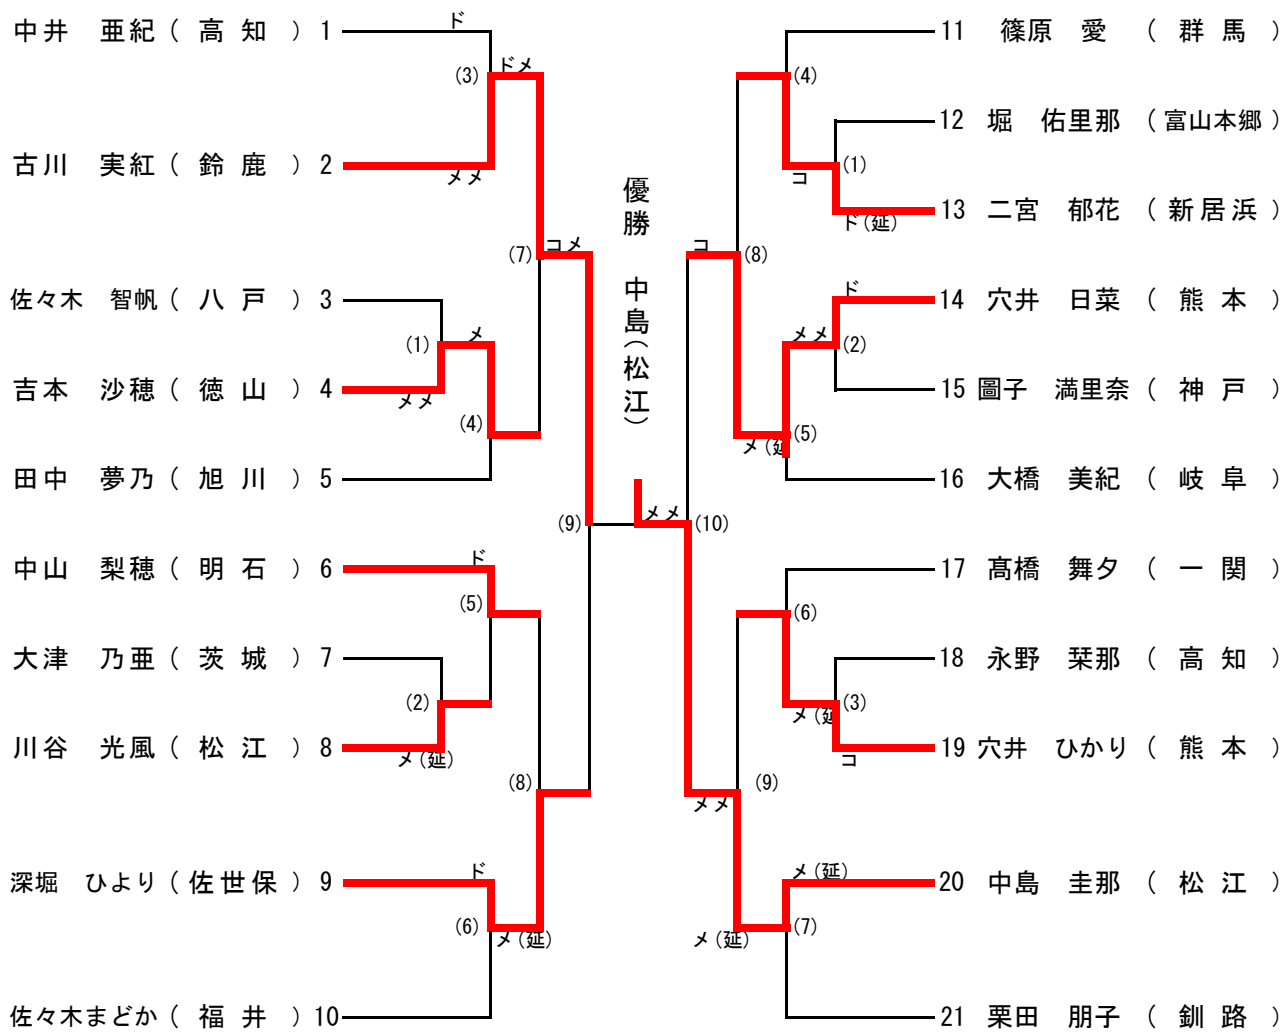 中井 亜紀 ( 高知 ) 1
ド
(3)
ドメ
古川 実紅 ( 鈴鹿 ) 2
メメ
(7)
コメ
佐々木 智帆 ( 八戸 ) 3
(1)
メ
吉本 沙穂 ( 徳山 ) 4
メメ
(4)
田中 夢乃 ( 旭川 ) 5
(9)
中山 梨穂 ( 明石 ) 6
ド
(5)
大津 乃亜 ( 茨城 ) 7
(2)
川谷 光風 ( 松江 ) 8
メ(延)
(8)
深堀 ひより ( 佐世保 ) 9
ド
(6)
メ(延)
佐々木まどか ( 福井 ) 10
優勝 中島(松江)
メメ
(10)
11 篠原 愛 ( 群馬 )
(4)
12 堀 佑里那 ( 富山本郷 )
(1)
コ
13 二宮 郁花 ( 新居浜 )
ド(延)
コ
(8)
14 穴井 日菜 ( 熊本 )
ド
メメ
(2)
15 圖子 満里奈 ( 神戸 )
(5)
メ(延
16 大橋 美紀 ( 岐阜 )
17 髙橋 舞夕 ( 一関 )
(6)
18 永野 栞那 ( 高知 )
(3)
メ(延
19 穴井 ひかり ( 熊本 )
コ
(9)
メメ
メ(延)
20 中島 圭那 ( 松江 )
(7)
メ(延)
21 栗田 朋子 ( 釧路 )